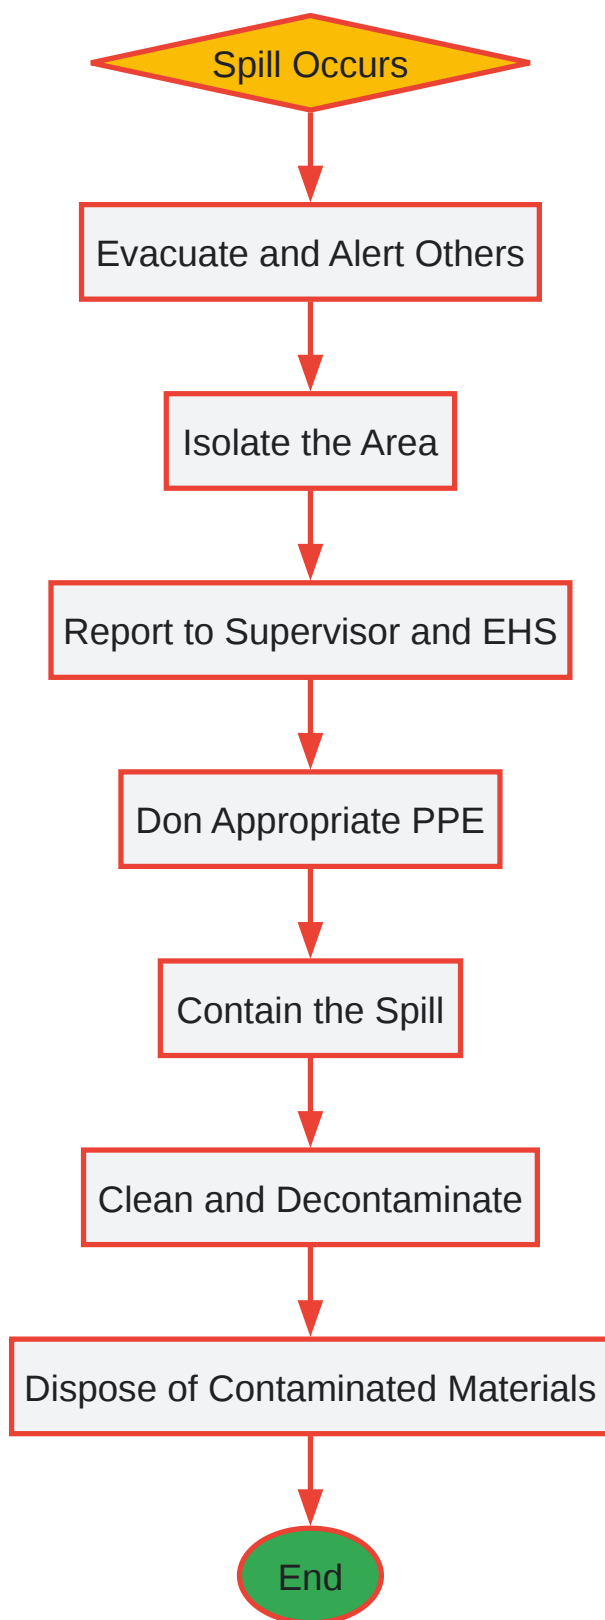 Spill Occurs
Evacuate and Alert Others
Isolate the Area
Report to Supervisor and EHS
Don Appropriate PPE
Contain the Spill
Clean and Decontaminate
Dispose of Contaminated Materials
End